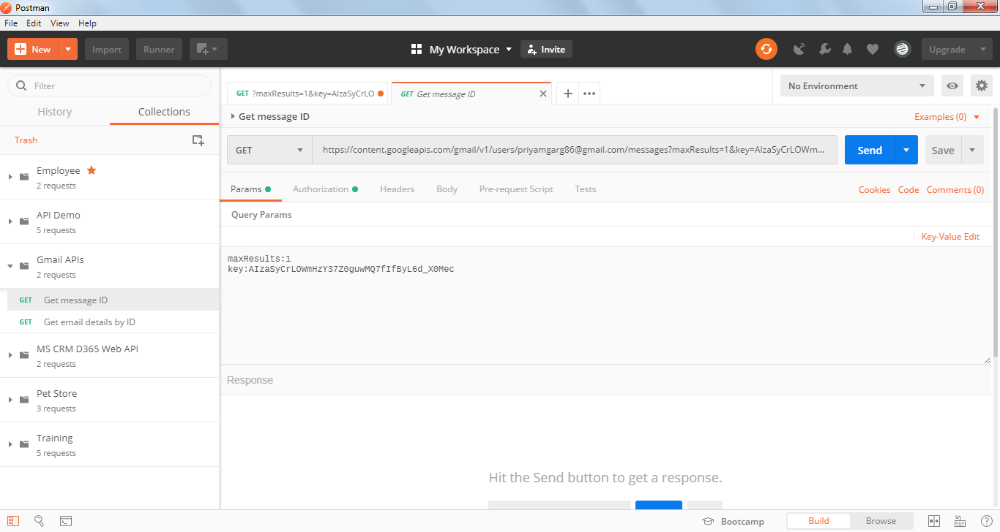 Postman
File Edit View Help
New Import Runner My Workspace Invite Upgrade
Filter
History Collections
Trash
Employee
2 requests
API Demo
5 requests
Gmail APIs
2 requests
GET Get message ID
GET Get email details by ID
MS CRM D365 Web API
2 requests
Pet Store
3 requests
Training
5 requests
GET ?maxResults=1&key=AIzaSyCrLO GET Get message ID No Environment
Get message ID Examples (0)
GET https://content.googleapis.com/gmail/v1/users/priyamgarg86@gmail.com/messages?maxResults=1&key=AIzaSyCrLOWm... Send Save
Params Authorization Headers Body Pre-request Script Tests Cookies Code Comments (0)
Query Params
Key-Value Edit
maxResults:1
key:AIzaSyCrLOWmHzY37Z0guwMQ7fIfByL6d_X0Mec
Response
Hit the Send button to get a response.
Bootcamp Build Browse